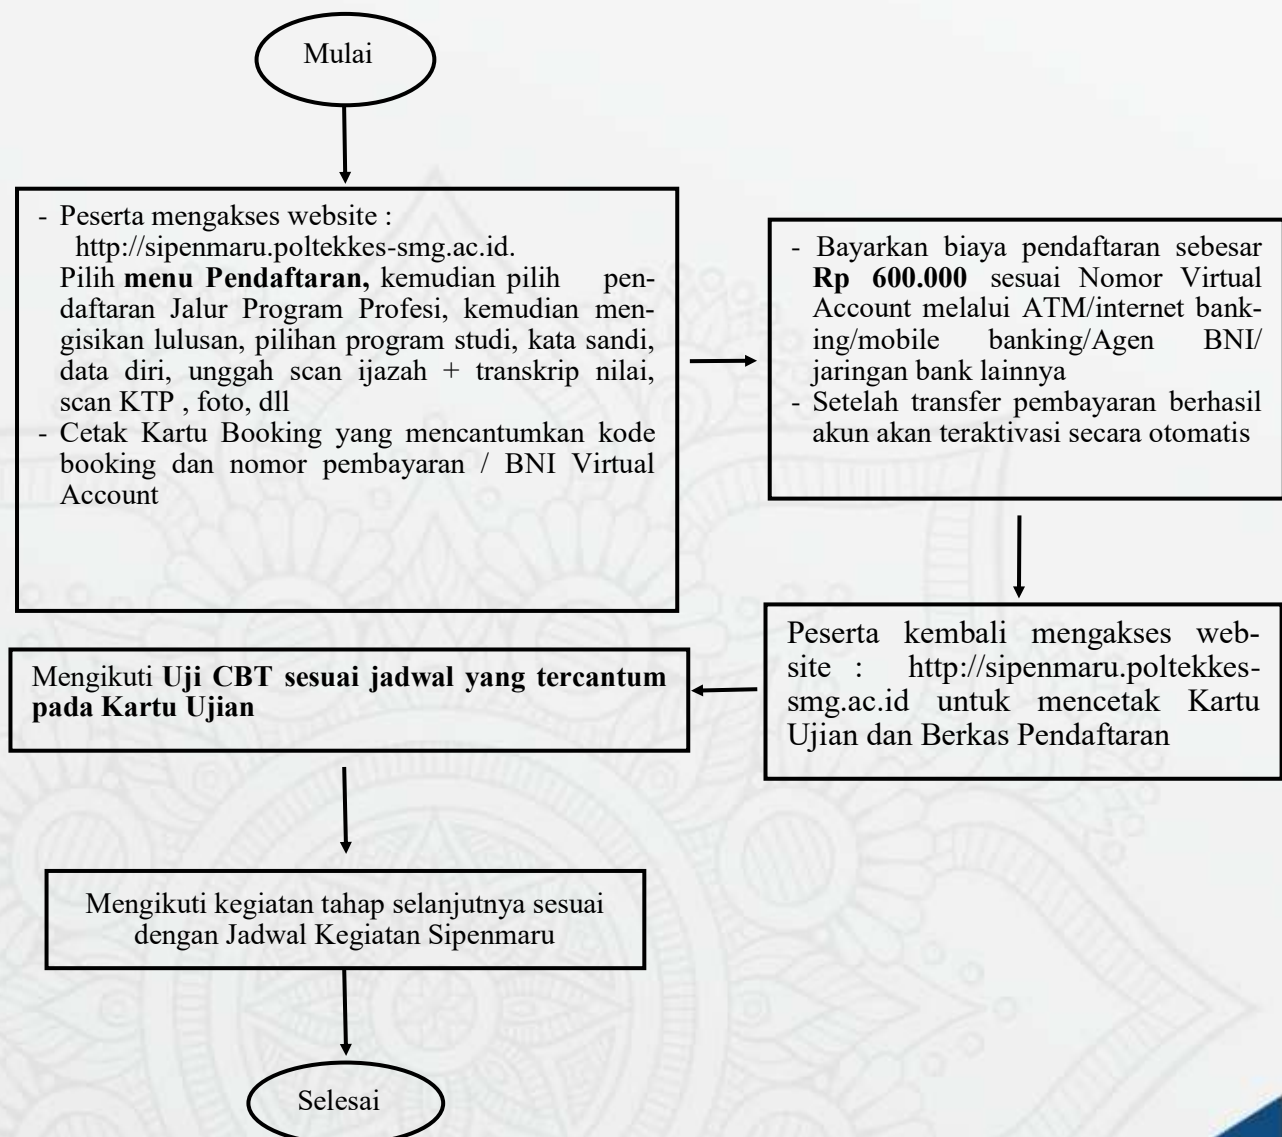 Mulai
- Peserta mengakses website :
http://sipenmaru.poltekkes-smg.ac.id.
Pilih menu Pendaftaran, kemudian pilih pen-
daftaran Jalur Program Profesi, kemudian men-
gisikan lulusan, pilihan program studi, kata sandi,
data diri, unggah scan ijazah + transkrip nilai,
scan KTP , foto, dll
- Cetak Kartu Booking yang mencantumkan kode
booking dan nomor pembayaran / BNI Virtual
Account
- Bayarkan biaya pendaftaran sebesar
Rp 600.000 sesuai Nomor Virtual
Account melalui ATM/internet bank-
ing/mobile banking/Agen BNI/
jaringan bank lainnya
- Setelah transfer pembayaran berhasil
akun akan teraktivasi secara otomatis
Peserta kembali mengakses web-
site : http://sipenmaru.poltekkes-
smg.ac.id untuk mencetak Kartu
Ujian dan Berkas Pendaftaran
Mengikuti Uji CBT sesuai jadwal yang tercantum
pada Kartu Ujian
Mengikuti kegiatan tahap selanjutnya sesuai
dengan Jadwal Kegiatan Sipenmaru
Selesai